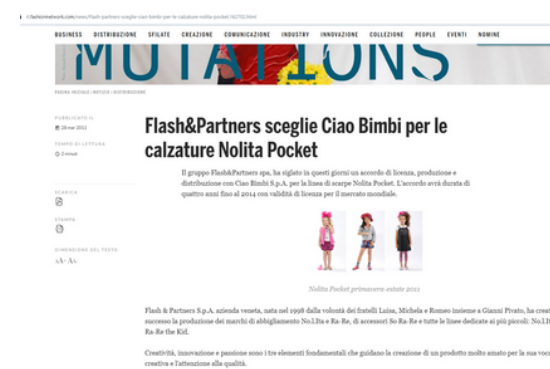 fashionnetwork.com/news/flash-partners-sceglie-ciao-bimbi-per-le-calzature-nolita-pocket,162702.html
BUSINESS DISTRIBUZIONE SFILATE CREAZIONE COMUNICAZIONE INDUSTRY INNOVAZIONE COLLEZIONE PEOPLE EVENTI NOMINE
MUTATIONS
PAGINA INIZIALE / NOTIZIE / DISTRIBUZIONE
PUBBLICATO IL
28 mar 2011
TEMPO DI LETTURA
2 minuti
SCARICA
STAMPA
DIMENSIONE DEL TESTO
aA+ Aa-
Flash&Partners sceglie Ciao Bimbi per le
calzature Nolita Pocket
Il gruppo Flash&Partners spa, ha siglato in questi giorni un accordo di licenza, produzione e
distribuzione con Ciao Bimbi S.p.A. per la linea di scarpe Nolita Pocket. L'accordo avrà durata di
quattro anni fino al 2014 con validità di licenza per il mercato mondiale.
Nolita Pocket primavera-estate 2011
Flash & Partners S.p.A. azienda veneta, nata nel 1998 dalla volontà dei fratelli Luisa, Michela e Romeo insieme a Gianni Pivato, ha creat
successo la produzione dei marchi di abbigliamento No.l.Ita e Ra-Re, di accessori So Ra-Re e tutte le linee dedicate ai più piccoli: No.l.It
Ra-Re the Kid.
Creatività, innovazione e passione sono i tre elementi fondamentali che guidano la creazione di un prodotto molto amato per la sua voca
creativa e l'attenzione alla qualità.